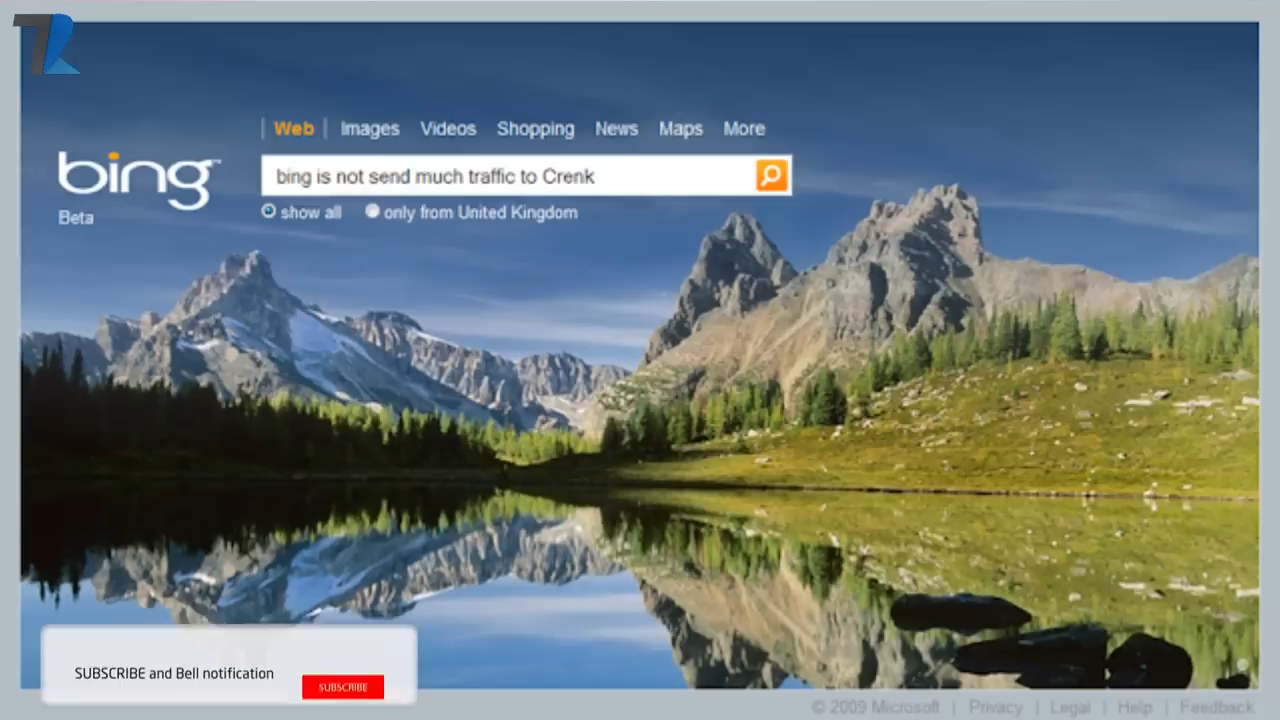 Web | Images Videos Shopping News Maps More
bing™
bing is not send much traffic to Crenk
show all only from United Kingdom
Beta
SUBSCRIBE and Bell notification
SUBSCRIBE
© 2009 Microsoft | Privacy | Legal | Help | Feedback